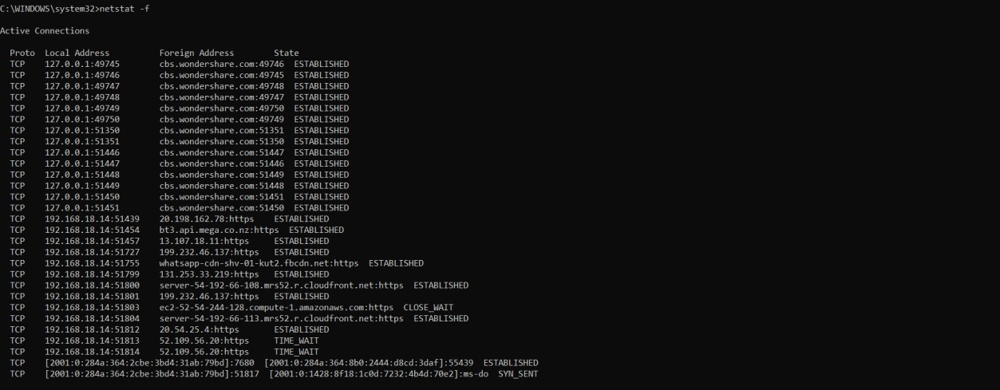 C:\WINDOWS\system32>netstat -f
Active Connections
Proto  Local Address          Foreign Address        State
TCP    127.0.0.1:49745        cbs.wondershare.com:49746  ESTABLISHED
TCP    127.0.0.1:49746        cbs.wondershare.com:49745  ESTABLISHED
TCP    127.0.0.1:49747        cbs.wondershare.com:49748  ESTABLISHED
TCP    127.0.0.1:49748        cbs.wondershare.com:49747  ESTABLISHED
TCP    127.0.0.1:49749        cbs.wondershare.com:49750  ESTABLISHED
TCP    127.0.0.1:49750        cbs.wondershare.com:49749  ESTABLISHED
TCP    127.0.0.1:51350        cbs.wondershare.com:51351  ESTABLISHED
TCP    127.0.0.1:51351        cbs.wondershare.com:51350  ESTABLISHED
TCP    127.0.0.1:51446        cbs.wondershare.com:51447  ESTABLISHED
TCP    127.0.0.1:51447        cbs.wondershare.com:51446  ESTABLISHED
TCP    127.0.0.1:51448        cbs.wondershare.com:51449  ESTABLISHED
TCP    127.0.0.1:51449        cbs.wondershare.com:51448  ESTABLISHED
TCP    127.0.0.1:51450        cbs.wondershare.com:51451  ESTABLISHED
TCP    127.0.0.1:51451        cbs.wondershare.com:51450  ESTABLISHED
TCP    192.168.18.14:51439    20.198.162.78:https    ESTABLISHED
TCP    192.168.18.14:51454    bt3.api.mega.co.nz:https  ESTABLISHED
TCP    192.168.18.14:51457    13.107.18.11:https     ESTABLISHED
TCP    192.168.18.14:51727    199.232.46.137:https   ESTABLISHED
TCP    192.168.18.14:51755    whatsapp-cdn-shv-01-kut2.fbcdn.net:https  ESTABLISHED
TCP    192.168.18.14:51799    131.253.33.219:https   ESTABLISHED
TCP    192.168.18.14:51800    server-54-192-66-108.mrs52.r.cloudfront.net:https  ESTABLISHED
TCP    192.168.18.14:51801    199.232.46.137:https   ESTABLISHED
TCP    192.168.18.14:51803    ec2-52-54-244-128.compute-1.amazonaws.com:https  CLOSE_WAIT
TCP    192.168.18.14:51804    server-54-192-66-113.mrs52.r.cloudfront.net:https  ESTABLISHED
TCP    192.168.18.14:51812    20.54.25.4:https       ESTABLISHED
TCP    192.168.18.14:51813    52.109.56.20:https     TIME_WAIT
TCP    192.168.18.14:51814    52.109.56.20:https     TIME_WAIT
TCP    [2001:0:284a:364:2cbe:3bd4:31ab:79bd]:7680  [2001:0:284a:364:8b0:2444:d8cd:3daf]:55439  ESTABLISHED
TCP    [2001:0:284a:364:2cbe:3bd4:31ab:79bd]:51817  [2001:0:1428:8f18:1c0d:7232:4b4d:70e2]:ms-do  SYN_SENT